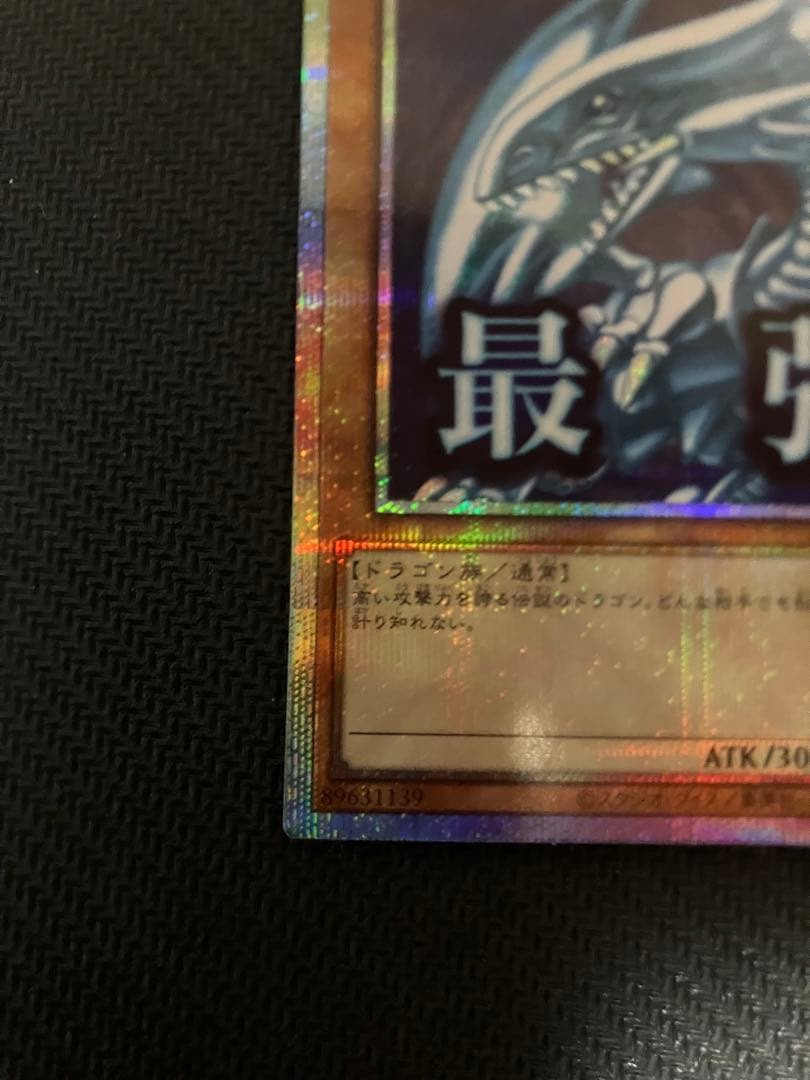 最 強
【ドラゴン族／通常】
高い攻撃力を誇る伝説のドラゴン。どんな相手でも
計り知れない。
ATK/30
89631139
©スタジオ・ダイス／集英社